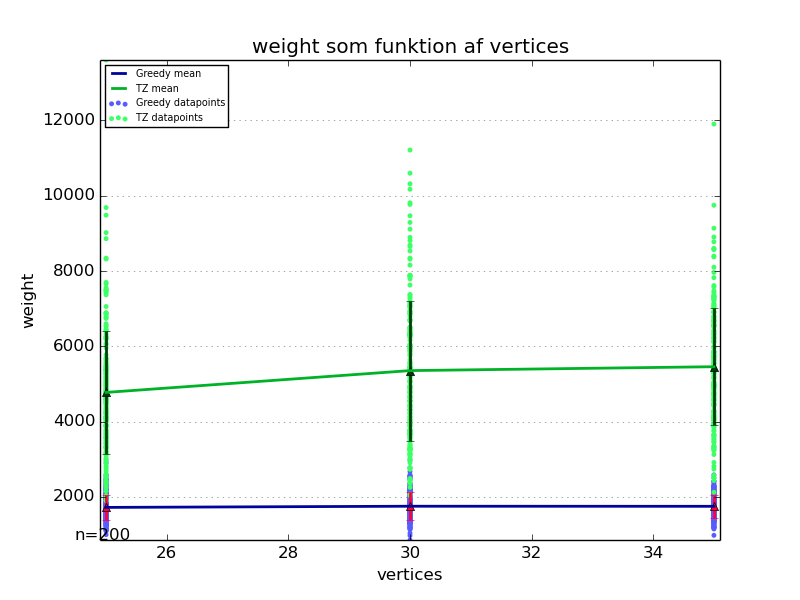 weight som funktion af vertices
Greedy mean
TZ mean
Greedy datapoints
TZ datapoints
12000
10000
8000
6000
4000
2000
weight
n=200
26 28 30 32 34
vertices